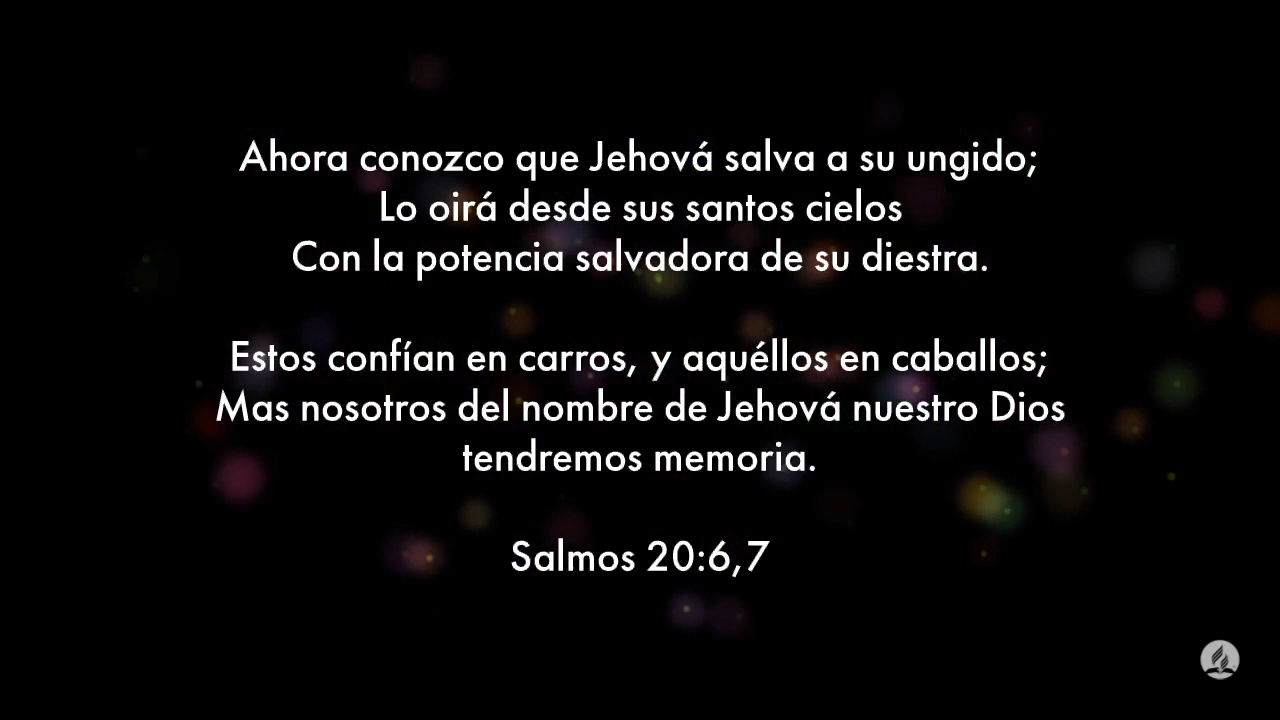 Ahora conozco que Jehová salva a su ungido;
Lo oirá desde sus santos cielos
Con la potencia salvadora de su diestra.
Estos confían en carros, y aquéllos en caballos;
Mas nosotros del nombre de Jehová nuestro Dios
tendremos memoria.
Salmos 20:6,7